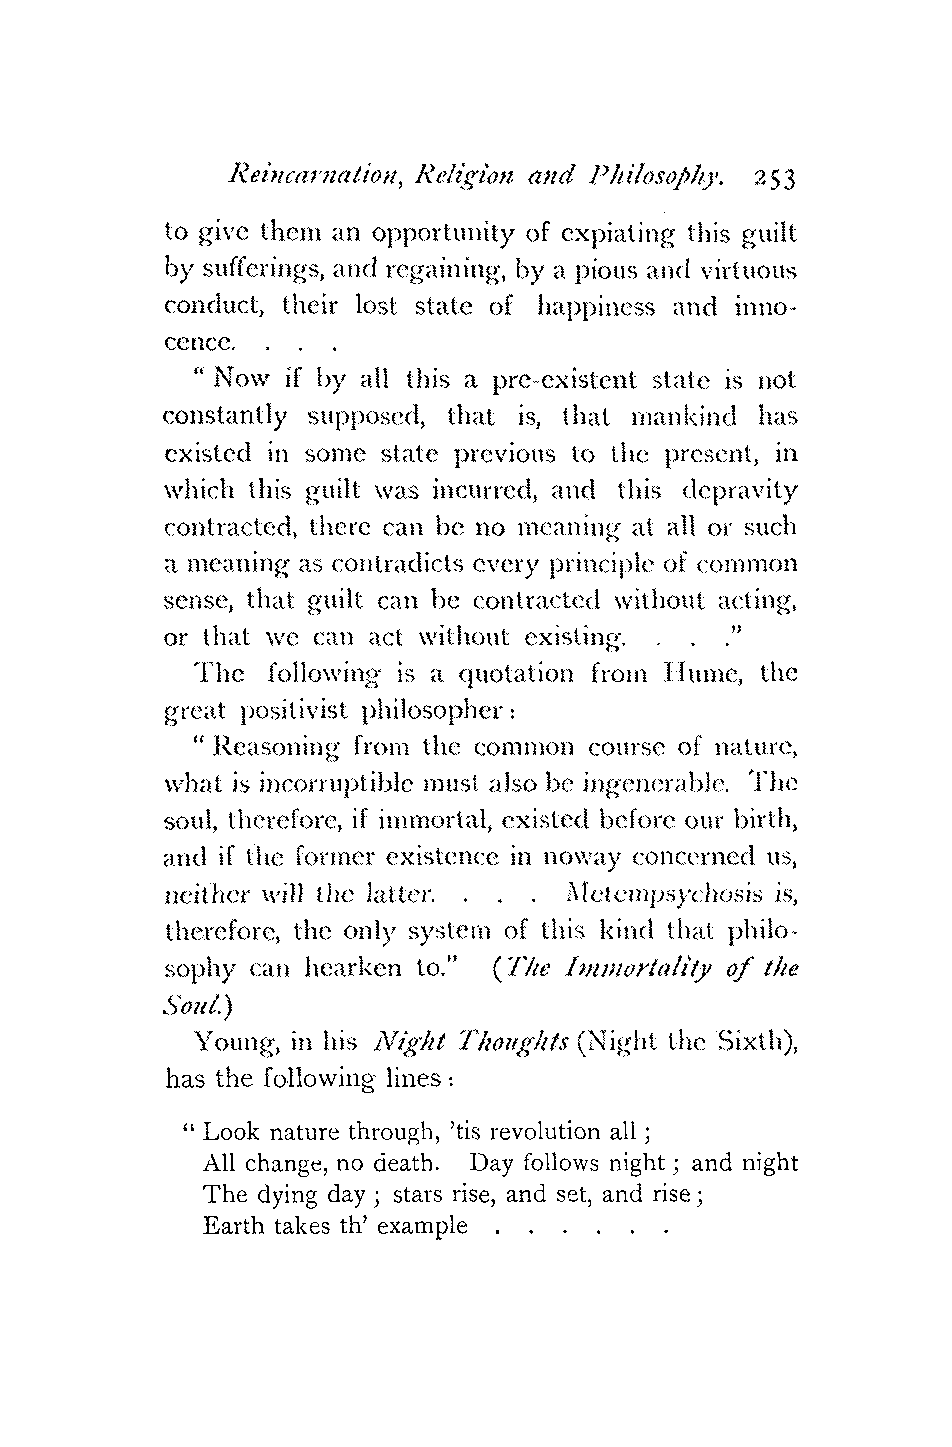 Reincarnation, Religion and Philosophy. 253
to give them an opportunity of expiating this guilt
by sufferings, and regaining, by a pious and virtuous
conduct, their lost state of happiness and inno-
cence. . . .
" Now if by all this a pre-existent state is not
constantly supposed, that is, that mankind has
existed in some state previous to the present, in
which this guilt was incurred, and this depravity
contracted, there can be no meaning at all or such
a meaning as contradicts every principle of common
sense, that guilt can be contracted without acting,
or that we can act without existing. . . ."
The following is a quotation from Hume, the
great positivist philosopher:
" Reasoning from the common course of nature,
what is incorruptible must also be ingenerable. The
soul, therefore, if immortal, existed before our birth,
and if the former existence in noway concerned us,
neither will the latter. . . . Metempsychosis is,
therefore, the only system of this kind that philo-
sophy can hearken to." (The Immortality of the
Soul.)
Young, in his Night Thoughts (Night the Sixth),
has the following lines:
" Look nature through, 'tis revolution all ;
All change, no death. Day follows night ; and night
The dying day ; stars rise, and set, and rise ;
Earth takes th' example . . . . . .